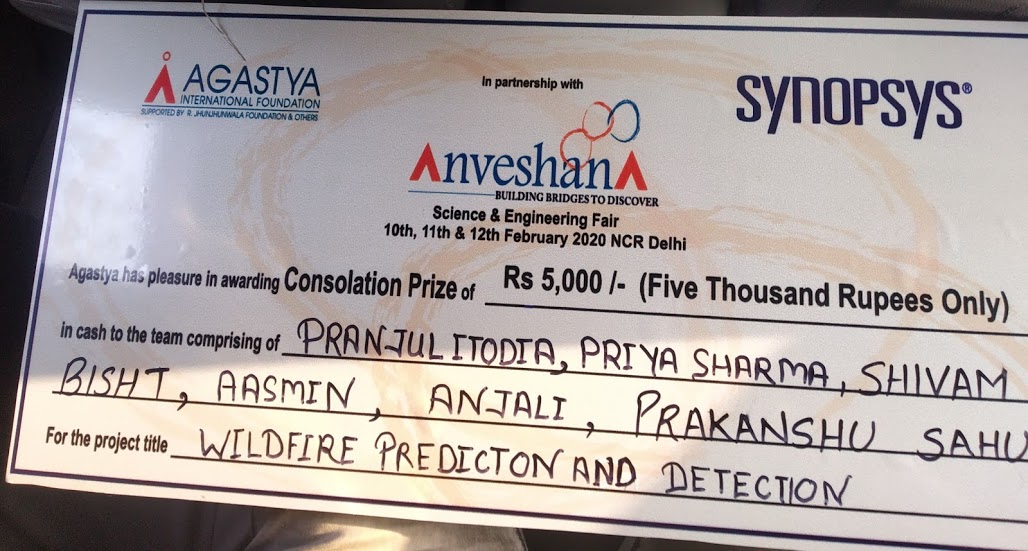 AGASTYA
INTERNATIONAL FOUNDATION
SUPPORTED BY R. JHUNJHUNWALA FOUNDATION & OTHERS
In partnership with
SYNOPSYS®
AnveshanA
BUILDING BRIDGES TO DISCOVER
Science & Engineering Fair
10th, 11th & 12th February 2020 NCR Delhi
Agastya has pleasure in awarding Consolation Prize of Rs 5,000 /- (Five Thousand Rupees Only)
in cash to the team comprising of PRANJUL ITODIA, PRIYA SHARMA, SHIVAM
BISHT, AASMIN, ANJALI, PRAKANSHU SAHU
For the project title WILDFIRE PREDICTON AND DETECTION